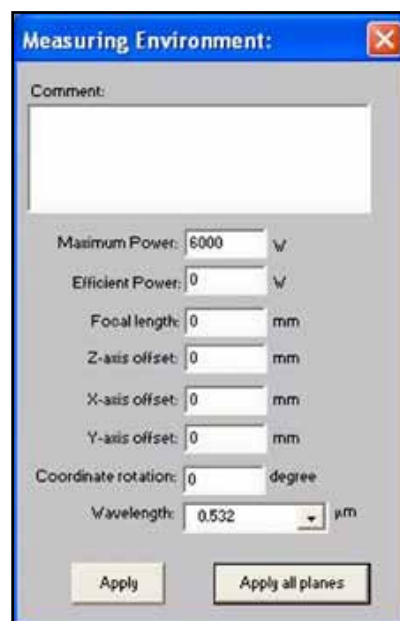 Measuring Environment:
Comment:
Maximum Power: 6000 W
Efficient Power: 0 W
Focal length: 0 mm
Z-axis offset: 0 mm
X-axis offset: 0 mm
Y-axis offset: 0 mm
Coordinate rotation: 0 degree
Wavelength: 0.532 μm
Apply Apply all planes